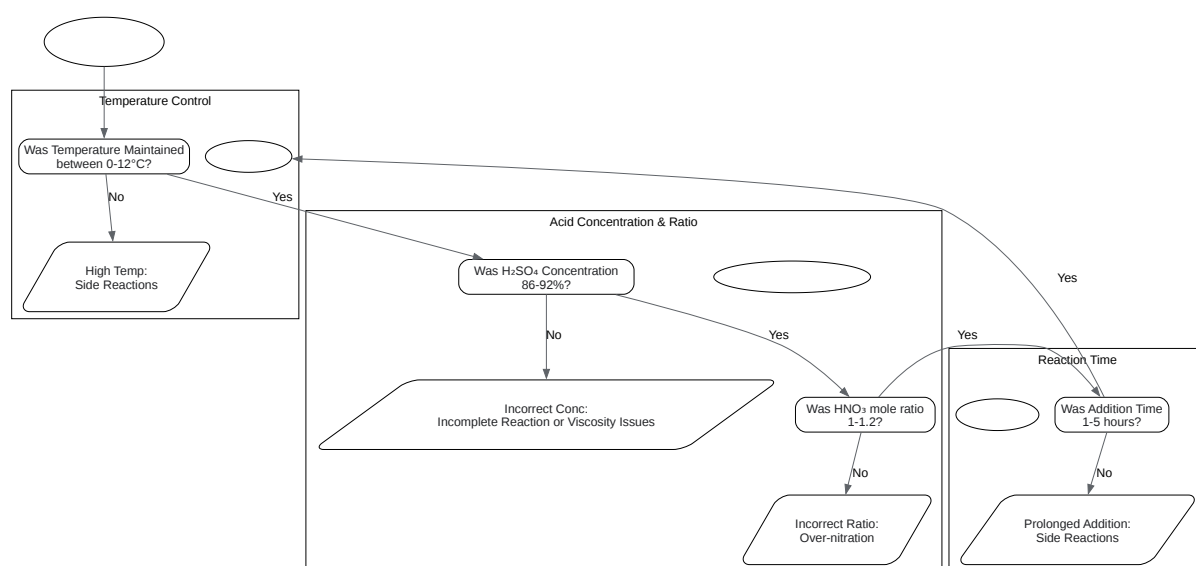 Temperature Control
Was Temperature Maintained
between 0-12°C?
No
Yes
High Temp:
Side Reactions
Acid Concentration & Ratio
Was H₂SO₄ Concentration
86-92%?
No
Yes
Incorrect Conc:
Incomplete Reaction or Viscosity Issues
Was HNO₃ mole ratio
1-1.2?
No
Yes
Incorrect Ratio:
Over-nitration
Reaction Time
Was Addition Time
1-5 hours?
Yes
No
Prolonged Addition:
Side Reactions